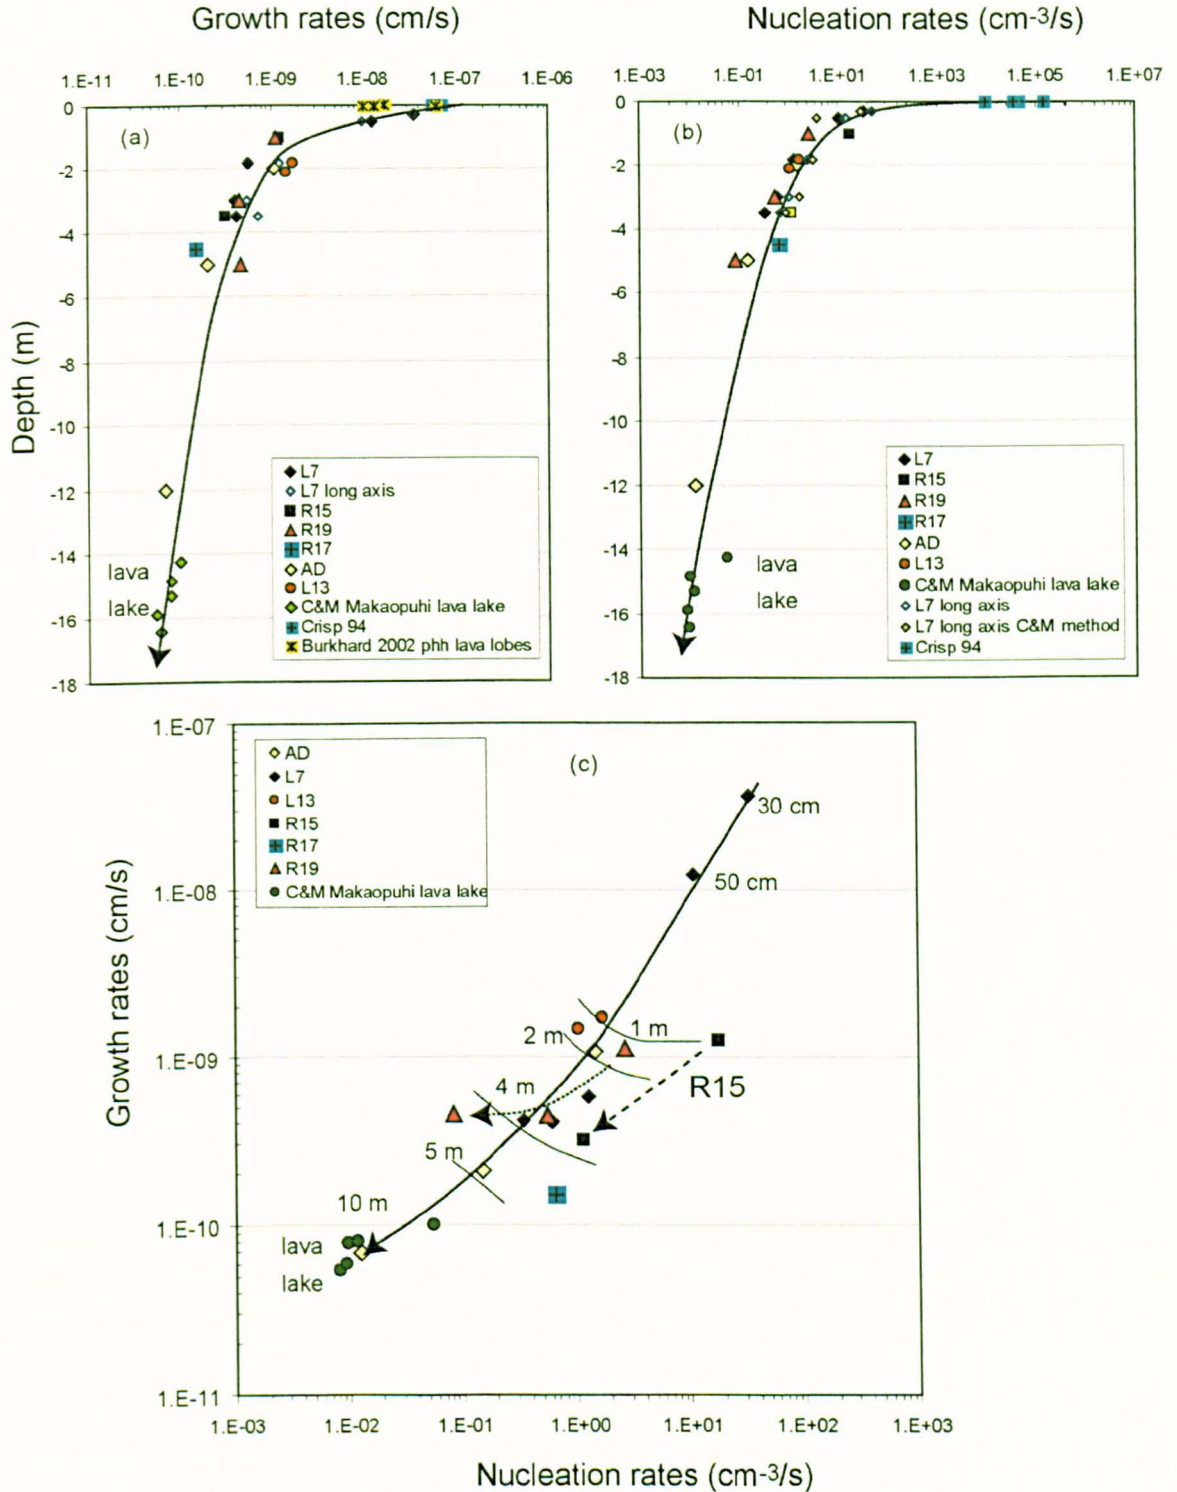 Growth rates (cm/s)
1.E-11 1.E-10 1.E-09 1.E-08 1.E-07 1.E-06
0
-2
-4
-6
-8
-10
-12
-14
-16
-18
Depth (m)
(a)
L7
L7 long axis
R15
R19
R17
AD
L13
C&M Makaopuhi lava lake
Crisp 94
Burkhard 2002 phh lava lobes
lava
lake
Nucleation rates (cm-3/s)
1.E-03 1.E-01 1.E+01 1.E+03 1.E+05 1.E+07
0
-2
-4
-6
-8
-10
-12
-14
-16
-18
(b)
L7
R15
R19
R17
AD
L13
C&M Makaopuhi lava lake
L7 long axis
L7 long axis C&M method
Crisp 94
lava
lake
1.E-07
1.E-08
1.E-09
1.E-10
1.E-11
Growth rates (cm/s)
(c)
AD
L7
L13
R15
R17
R19
C&M Makaopuhi lava lake
30 cm
50 cm
1 m
2 m
R15
4 m
5 m
10 m
lava
lake
1.E-03 1.E-02 1.E-01 1.E+00 1.E+01 1.E+02 1.E+03
Nucleation rates (cm-3/s)